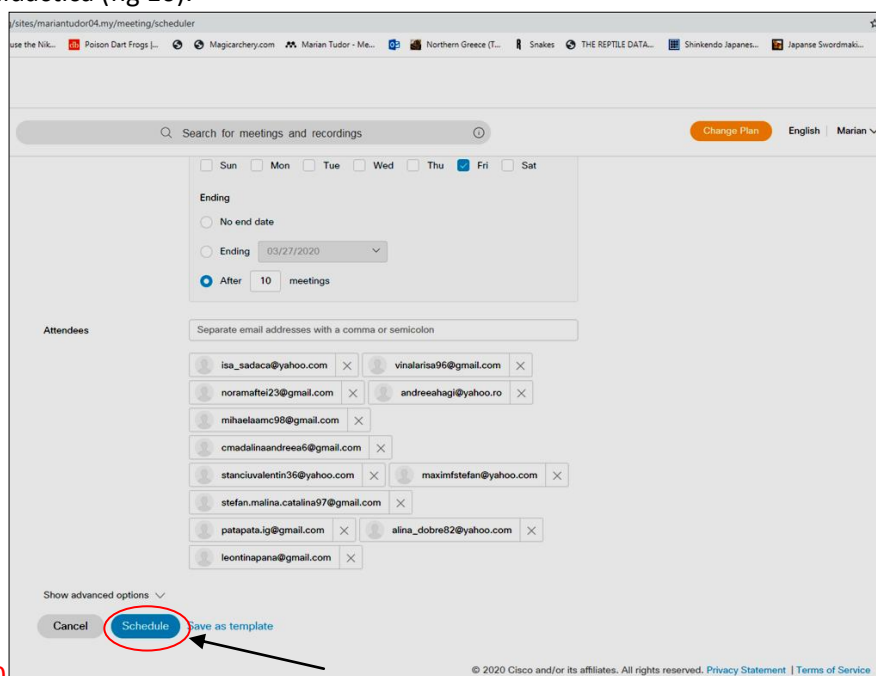 /sites/mariantudor04.my/meeting/scheduler
use the Nik... Poison Dart Frogs |... Magicarchery.com Marian Tudor - Me... Northern Greece (T... Snakes THE REPTILE DATA... Shinkendo Japanes... Japanse Swordmaki...
Search for meetings and recordings Change Plan English Marian
Sun Mon Tue Wed Thu Fri Sat
Ending
No end date
Ending 03/27/2020
After 10 meetings
Attendees Separate email addresses with a comma or semicolon
isa_sadaca@yahoo.com vinalarisa96@gmail.com
noramaftei23@gmail.com andreeahagi@yahoo.ro
mihaelaamc98@gmail.com
cmadalinaandreea6@gmail.com
stanciuvalentin36@yahoo.com maximfstefan@yahoo.com
stefan.malina.catalina97@gmail.com
patapata.ig@gmail.com alina_dobre82@yahoo.com
leontinapana@gmail.com
Show advanced options
Cancel Schedule Save as template
© 2020 Cisco and/or its affiliates. All rights reserved. Privacy Statement | Terms of Service